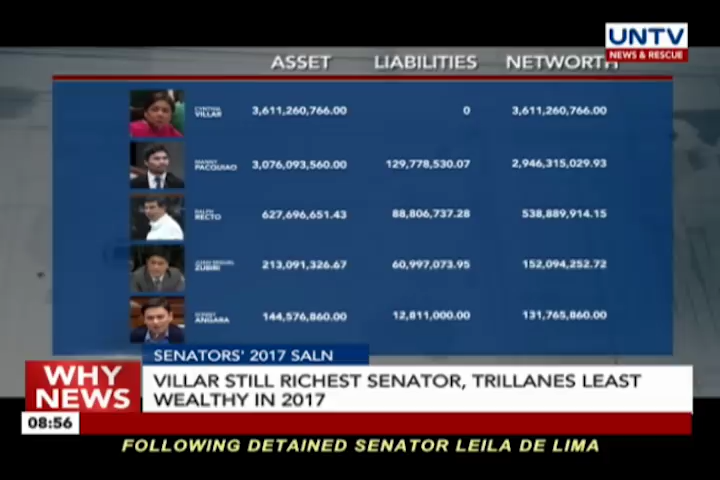 UNTV
NEWS & RESCUE
ASSET LIABILITIES NETWORTH
CYNTHIA
VILLAR 3,611,260,766.00 0 3,611,260,766.00
MANNY
PACQUIAO 3,076,093,560.00 129,778,530.07 2,946,315,029.93
RALPH
RECTO 627,696,651.43 88,806,737.28 538,889,914.15
JUAN MIGUEL
ZUBIRI 213,091,326.67 60,997,073.95 152,094,252.72
SONNY
ANGARA 144,576,860.00 12,811,000.00 131,765,860.00
SENATORS' 2017 SALN
WHY
NEWS
VILLAR STILL RICHEST SENATOR, TRILLANES LEAST
WEALTHY IN 2017
08:56
FOLLOWING DETAINED SENATOR LEILA DE LIMA